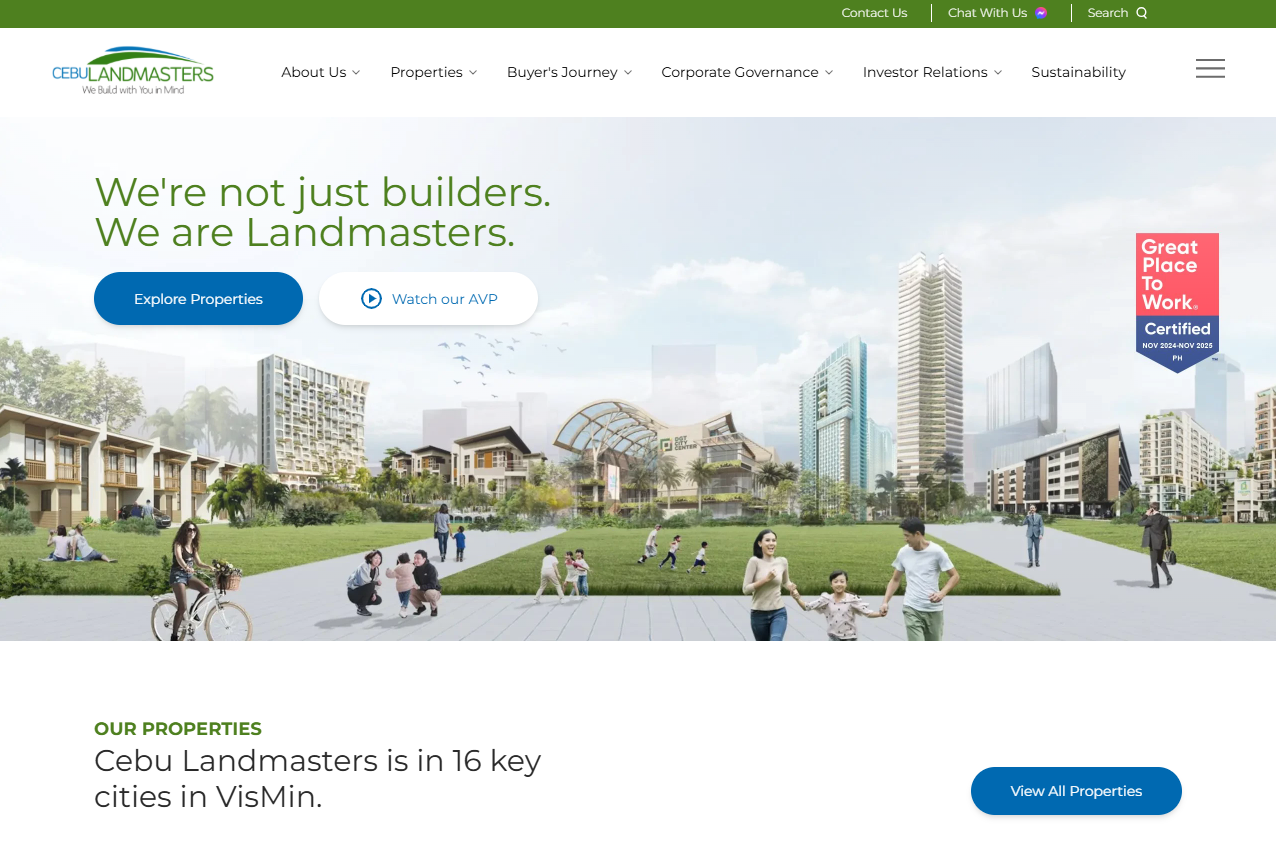 Contact Us
Chat With Us
Search
CEBULANDMASTERS
We Build with You in Mind
About Us
Properties
Buyer's Journey
Corporate Governance
Investor Relations
Sustainability
We're not just builders.
We are Landmasters.
Explore Properties
Watch our AVP
Great
Place
To
Work®
Certified
NOV 2024-NOV 2025
PH
™
DGT
CITY
CENTER
OUR PROPERTIES
Cebu Landmasters is in 16 key
cities in VisMin.
View All Properties